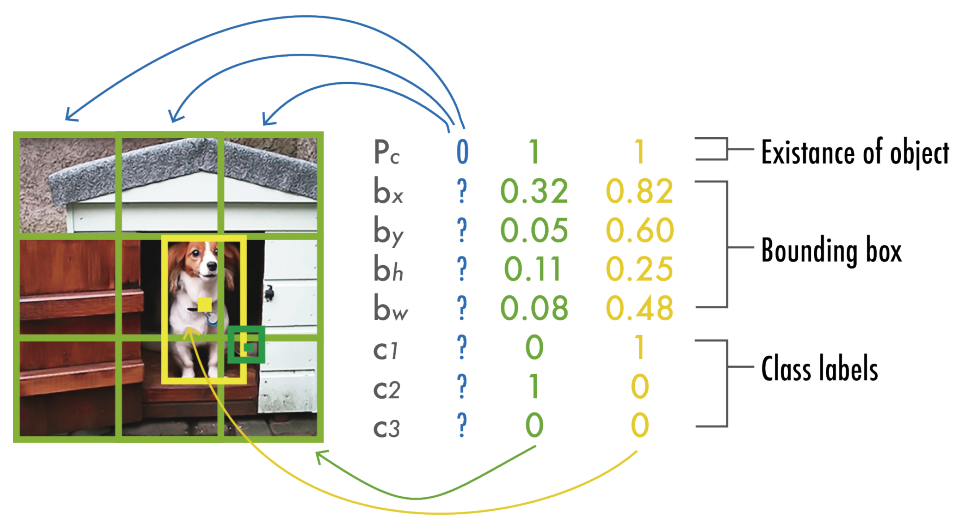 Pc 0 1 1 Existance of object
bx ? 0.32 0.82
by ? 0.05 0.60
Bounding box
bh ? 0.11 0.25
bw ? 0.08 0.48
c1 ? 0 1
Class labels
c2 ? 1 0
c3 ? 0 0